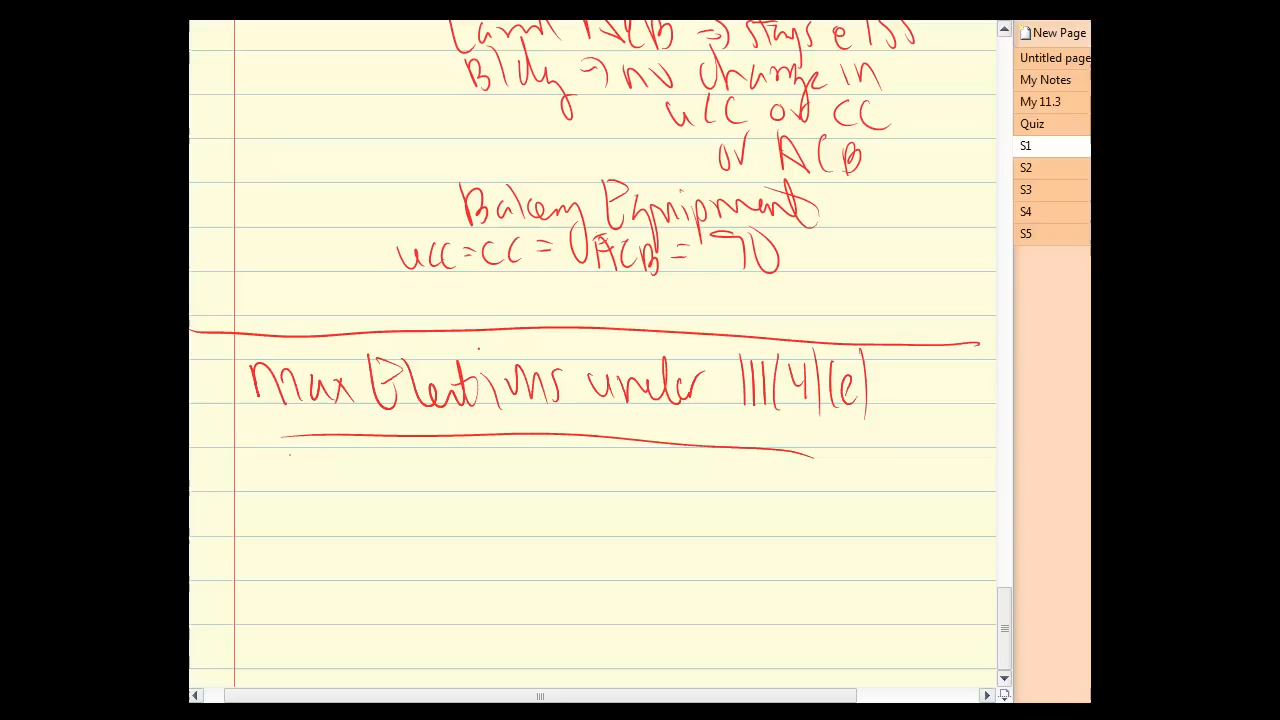 Land ACB => stays @ 155
Bldg => no change in
UCC or CC
or ACB
Bakery Equipment
UCC = CC = 0 ACB = 90
Max Elections under 111(4)(e)
New Page
Untitled page
My Notes
My 11.3
Quiz
S1
S2
S3
S4
S5